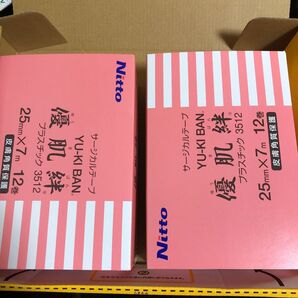 Nitto
サージカルテープ
YU-KI BAN
優肌絆
プラスチック 3512
25mm×7m 12巻
皮膚角質保護
サージカルテープ
YU-KI BAN
優肌絆
プラスチック 3512
25mm×7m 12巻
皮膚角質保護
Nitto